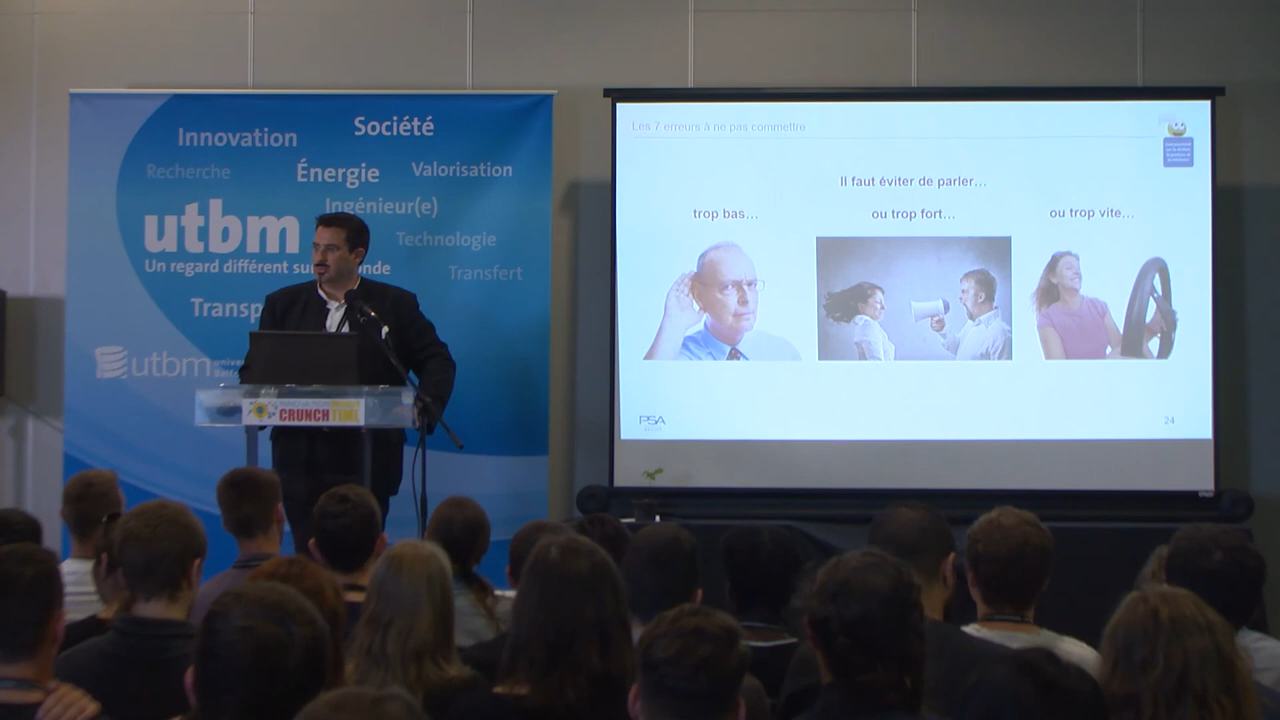 Innovation
Société
Recherche
Énergie
Valorisation
Ingénieur(e)
utbm
Technologie
Un regard différent su
nde
Transfert
Transp
utbm
CRUNCH TIME
Les 7 erreurs à ne pas commettre
Il faut éviter de parler...
trop bas...
ou trop fort...
ou trop vite...
PSA
24